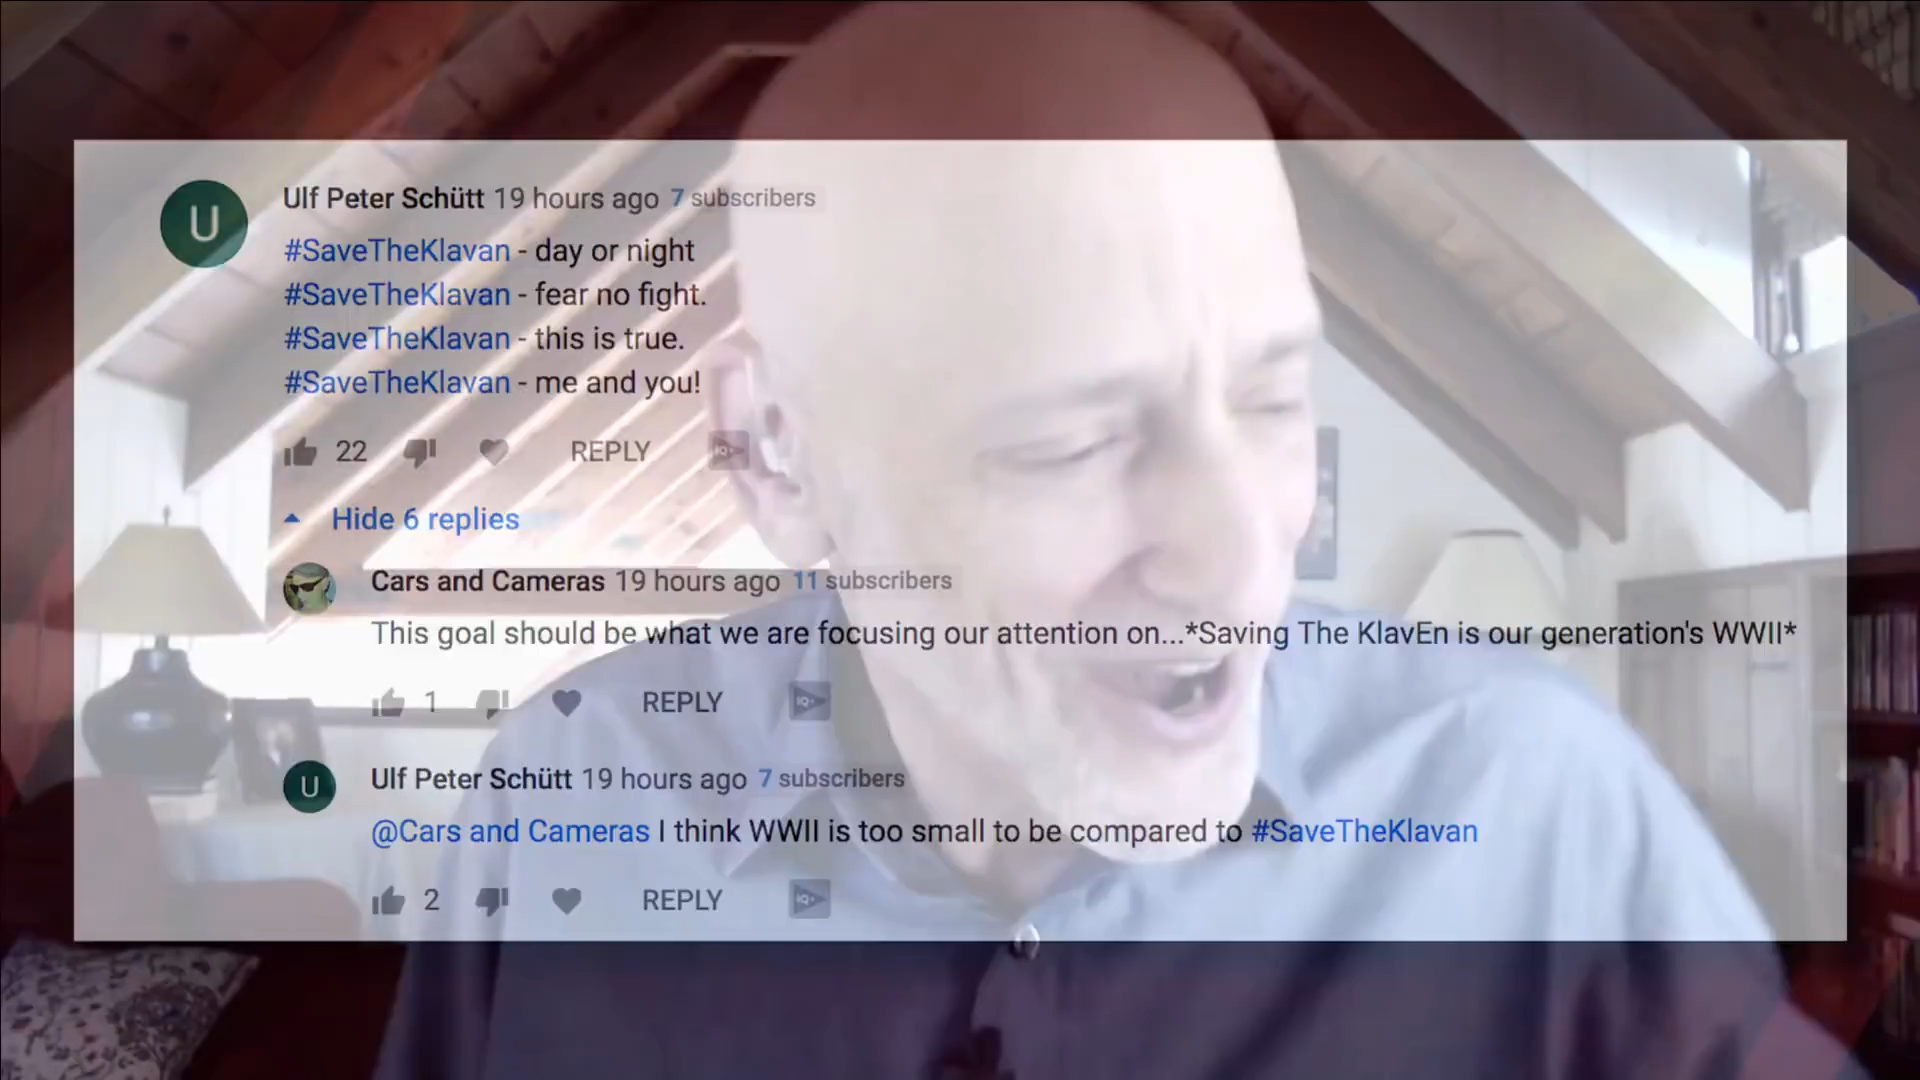 U
Ulf Peter Schütt 19 hours ago 7 subscribers
#SaveTheKlavan - day or night
#SaveTheKlavan - fear no fight.
#SaveTheKlavan - this is true.
#SaveTheKlavan - me and you!
22 REPLY IQ
Hide 6 replies
Cars and Cameras 19 hours ago 11 subscribers
This goal should be what we are focusing our attention on...*Saving The KlavEn is our generation's WWII*
1 REPLY IQ
U
Ulf Peter Schütt 19 hours ago 7 subscribers
@Cars and Cameras I think WWII is too small to be compared to #SaveTheKlavan
2 REPLY IQ